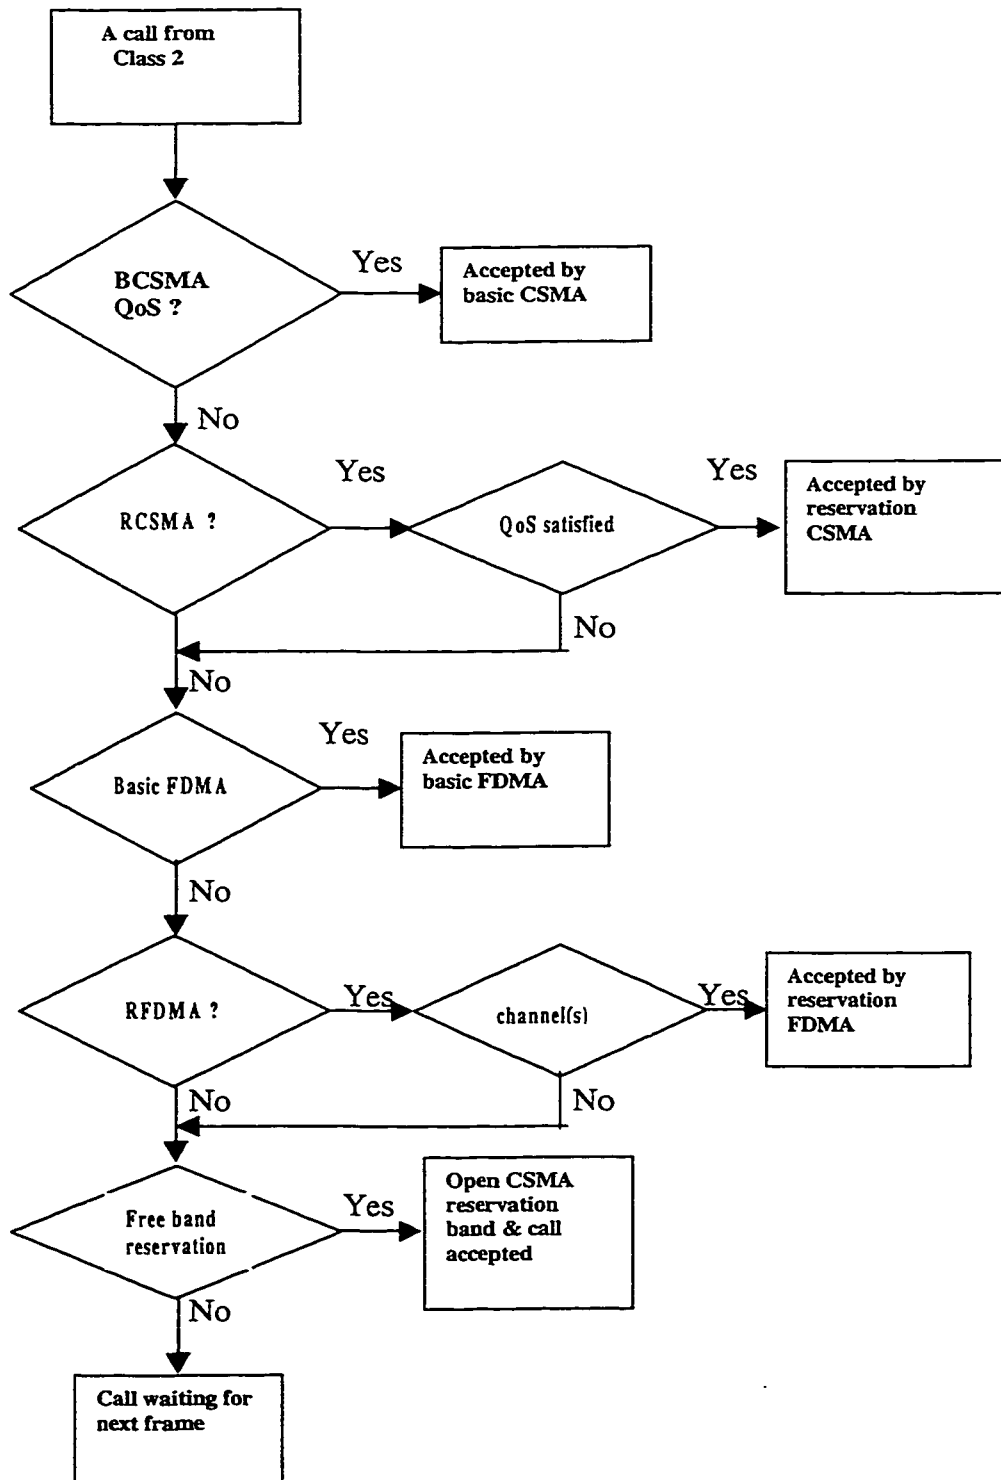 A call from
Class 2
BCSMA
QoS ?
Yes
Accepted by
basic CSMA
No
RCSMA ?
Yes
QoS satisfied
Yes
Accepted by
reservation
CSMA
No
No
Basic FDMA
Yes
Accepted by
basic FDMA
No
RFDMA ?
Yes
channel(s)
Yes
Accepted by
reservation
FDMA
No
No
Free band
reservation
Yes
Open CSMA
reservation
band & call
accepted
No
Call waiting for
next frame